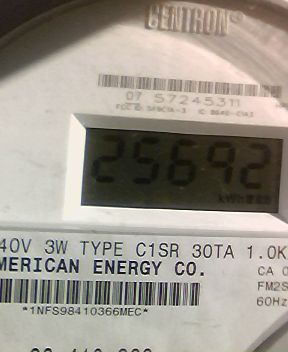 CENTRON®
07 57245311
25692
kWh
40V 3W TYPE C1SR 30TA 1.0K
MERICAN ENERGY CO.
CA 0
FM2S
60Hz
*1NFS98410366MEC*